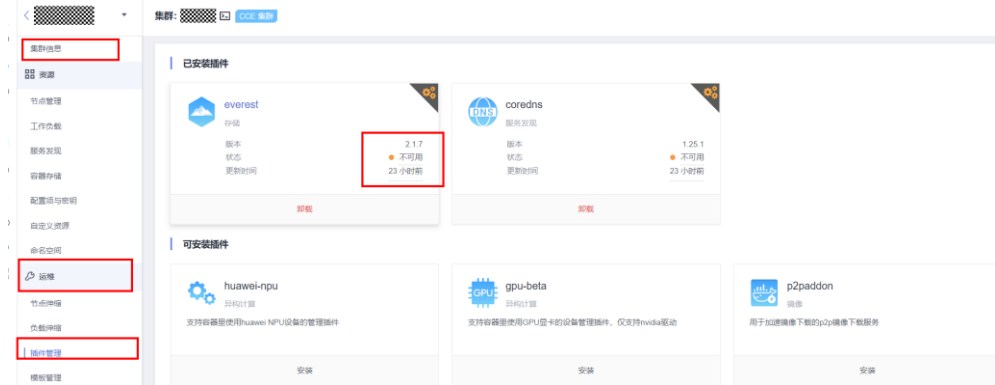 集群: CCE 集群
集群信息
资源
节点管理
工作负载
服务发现
容器存储
配置项与密钥
自定义资源
命名空间
运维
节点伸缩
负载伸缩
插件管理
模板管理
已安装插件
everest
存储
版本 2.1.7
状态 不可用
更新时间 23 小时前
卸载
DNS
coredns
服务发现
版本 1.25.1
状态 不可用
更新时间 23 小时前
卸载
可安装插件
huawei-npu
异构计算
支持容器里使用huawei NPU设备的管理插件
安装
GPU
gpu-beta
异构计算
支持容器里使用GPU显卡的设备管理插件，仅支持nvidia驱动
安装
p2paddon
镜像
用于加速镜像下载的p2p镜像下载服务
安装